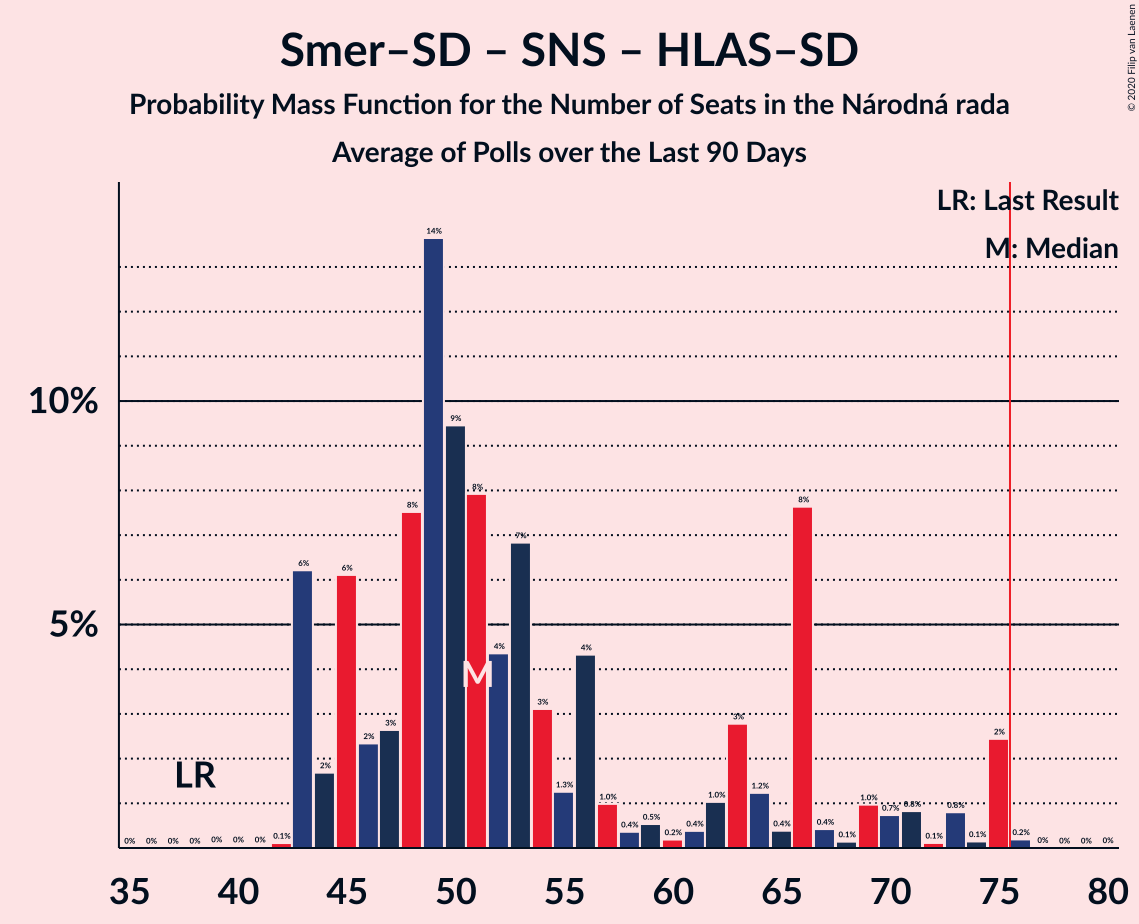 Smer–SD – SNS – HLAS–SD
Probability Mass Function for the Number of Seats in the Národná rada
Average of Polls over the Last 90 Days
© 2020 Filip van Laenen
LR: Last Result
M: Median
10%
5%
LR
M
0% 0% 0% 0% 0% 0% 0% 0.1% 6% 2% 6% 2% 3% 8% 14% 9% 8% 4% 7% 3% 1.3% 4% 1.0% 0.4% 0.5% 0.2% 0.4% 1.0% 3% 1.2% 0.4% 8% 0.4% 0.1% 1.0% 0.7% 0.8% 0.1% 0.8% 0.1% 2% 0.2% 0% 0% 0% 0%
35 40 45 50 55 60 65 70 75 80